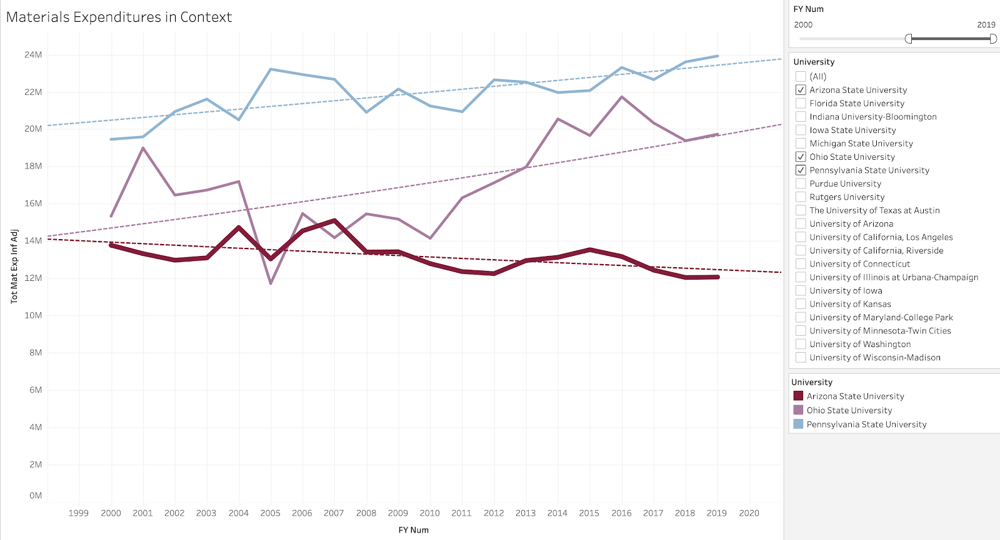 Materials Expenditures in Context
24M
22M
20M
18M
16M
14M
12M
10M
8M
6M
4M
2M
0M
Tot Mat Exp Inf Adj
1999 2000 2001 2002 2003 2004 2005 2006 2007 2008 2009 2010 2011 2012 2013 2014 2015 2016 2017 2018 2019 2020
FY Num
FY Num
2000 2019
University
(All)
Arizona State University
Florida State University
Indiana University-Bloomington
Iowa State University
Michigan State University
Ohio State University
Pennsylvania State University
Purdue University
Rutgers University
The University of Texas at Austin
University of Arizona
University of California, Los Angeles
University of California, Riverside
University of Connecticut
University of Illinois at Urbana-Champaign
University of Iowa
University of Kansas
University of Maryland-College Park
University of Minnesota-Twin Cities
University of Washington
University of Wisconsin-Madison
University
Arizona State University
Ohio State University
Pennsylvania State University